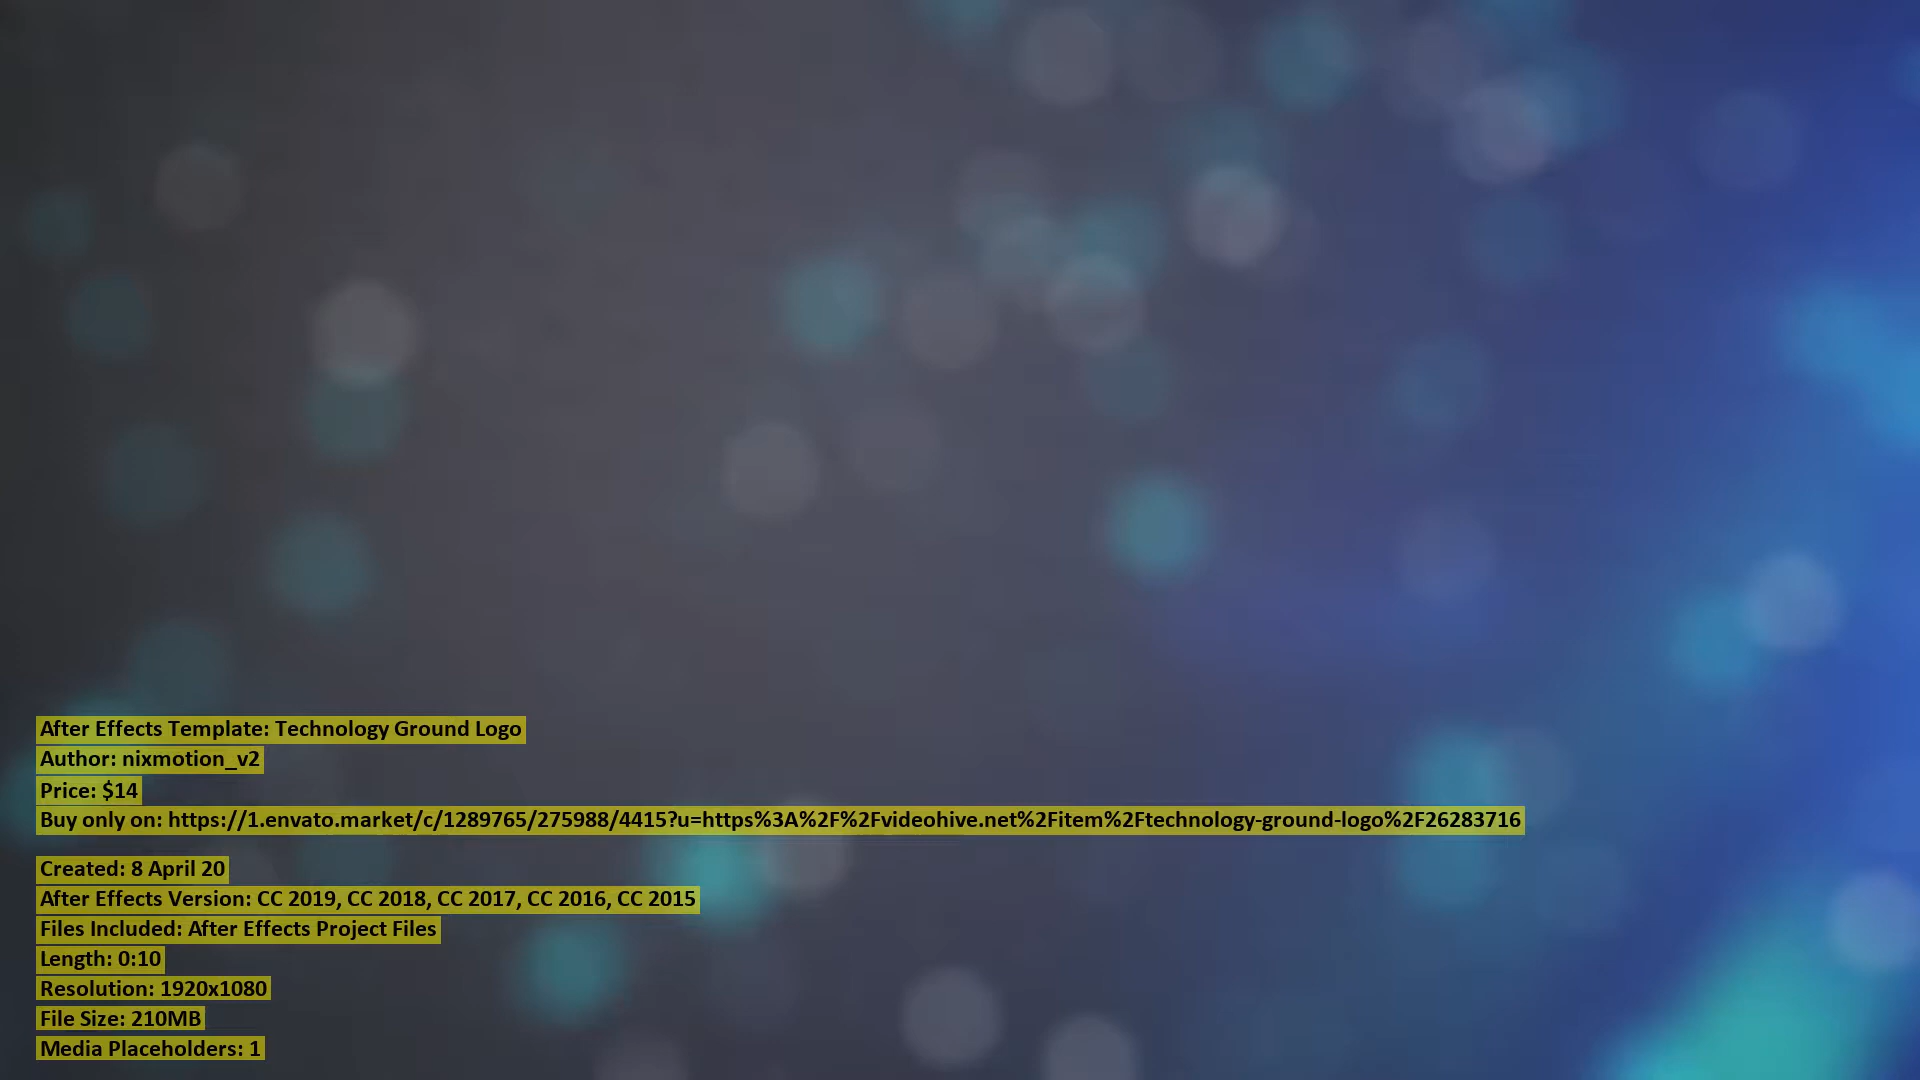 After Effects Template: Technology Ground Logo
Author: nixmotion_v2
Price: $14
Buy only on: https://1.envato.market/c/1289765/275988/4415?u=https%3A%2F%2Fvideohive.net%2Fitem%2Ftechnology-ground-logo%2F26283716
Created: 8 April 20
After Effects Version: CC 2019, CC 2018, CC 2017, CC 2016, CC 2015
Files Included: After Effects Project Files
Length: 0:10
Resolution: 1920x1080
File Size: 210MB
Media Placeholders: 1